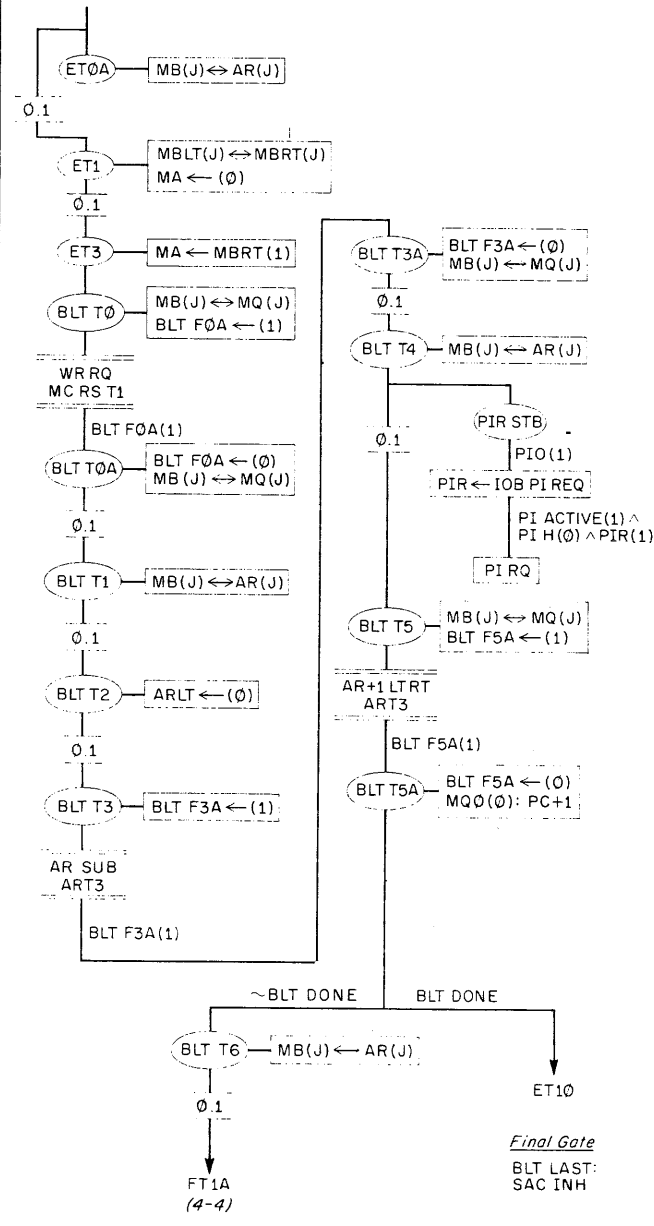 ETØA
MB(J)↔AR(J)
Ø.1
ET1
MBLT(J)↔MBRT(J)
MA←(Ø)
Ø.1
ET3
MA←MBRT(1)
BLT TØ
MB(J)↔MQ(J)
BLT FØA←(1)
WR RQ
MC RS T1
BLT FØA(1)
BLT TØA
BLT FØA←(Ø)
MB(J)↔MQ(J)
Ø.1
BLT T1
MB(J)↔AR(J)
Ø.1
BLT T2
ARLT←(Ø)
Ø.1
BLT T3
BLT F3A←(1)
AR SUB
ART3
BLT F3A(1)
BLT T3A
BLT F3A←(Ø)
MB(J)↔MQ(J)
Ø.1
BLT T4
MB(J)↔AR(J)
Ø.1
PIR STB
PIO(1)
PIR←IOB PI REQ
PI ACTIVE(1)∧
PI H(Ø)∧PIR(1)
PI RQ
BLT T5
MB(J)↔MQ(J)
BLT F5A←(1)
AR+1 LTRT
ART3
BLT F5A(1)
BLT T5A
BLT F5A←(Ø)
MQØ(Ø): PC+1
~BLT DONE
BLT DONE
BLT T6
MB(J)←AR(J)
Ø.1
FT1A
(4-4)
ET1Ø
Final Gate
BLT LAST:
SAC INH